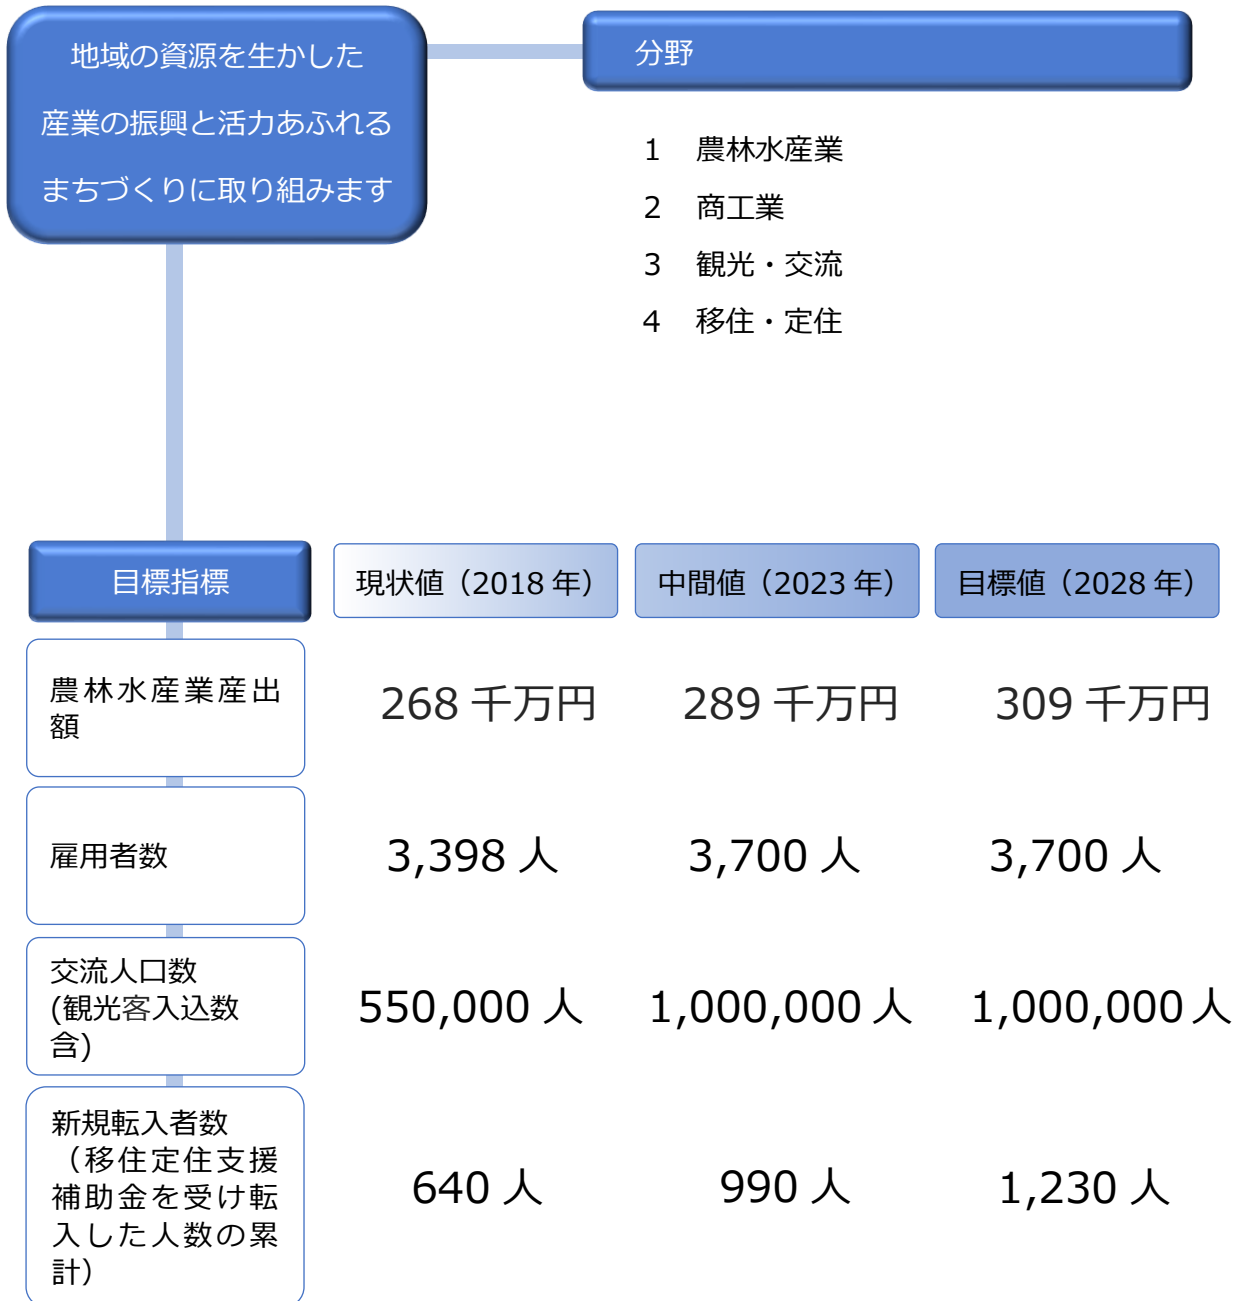 地域の資源を生かした
産業の振興と活力あふれる
まちづくりに取り組みます
分野
1 農林水産業
2 商工業
3 観光・交流
4 移住・定住
目標指標
現状値（2018 年）
中間値（2023 年）
目標値（2028 年）
農林水産業産出
額
268 千万円
289 千万円
309 千万円
雇用者数
3,398 人
3,700 人
3,700 人
交流人口数
(観光客入込数
含)
550,000 人
1,000,000 人
1,000,000 人
新規転入者数
（移住定住支援
補助金を受け転
入した人数の累
計）
640 人
990 人
1,230 人